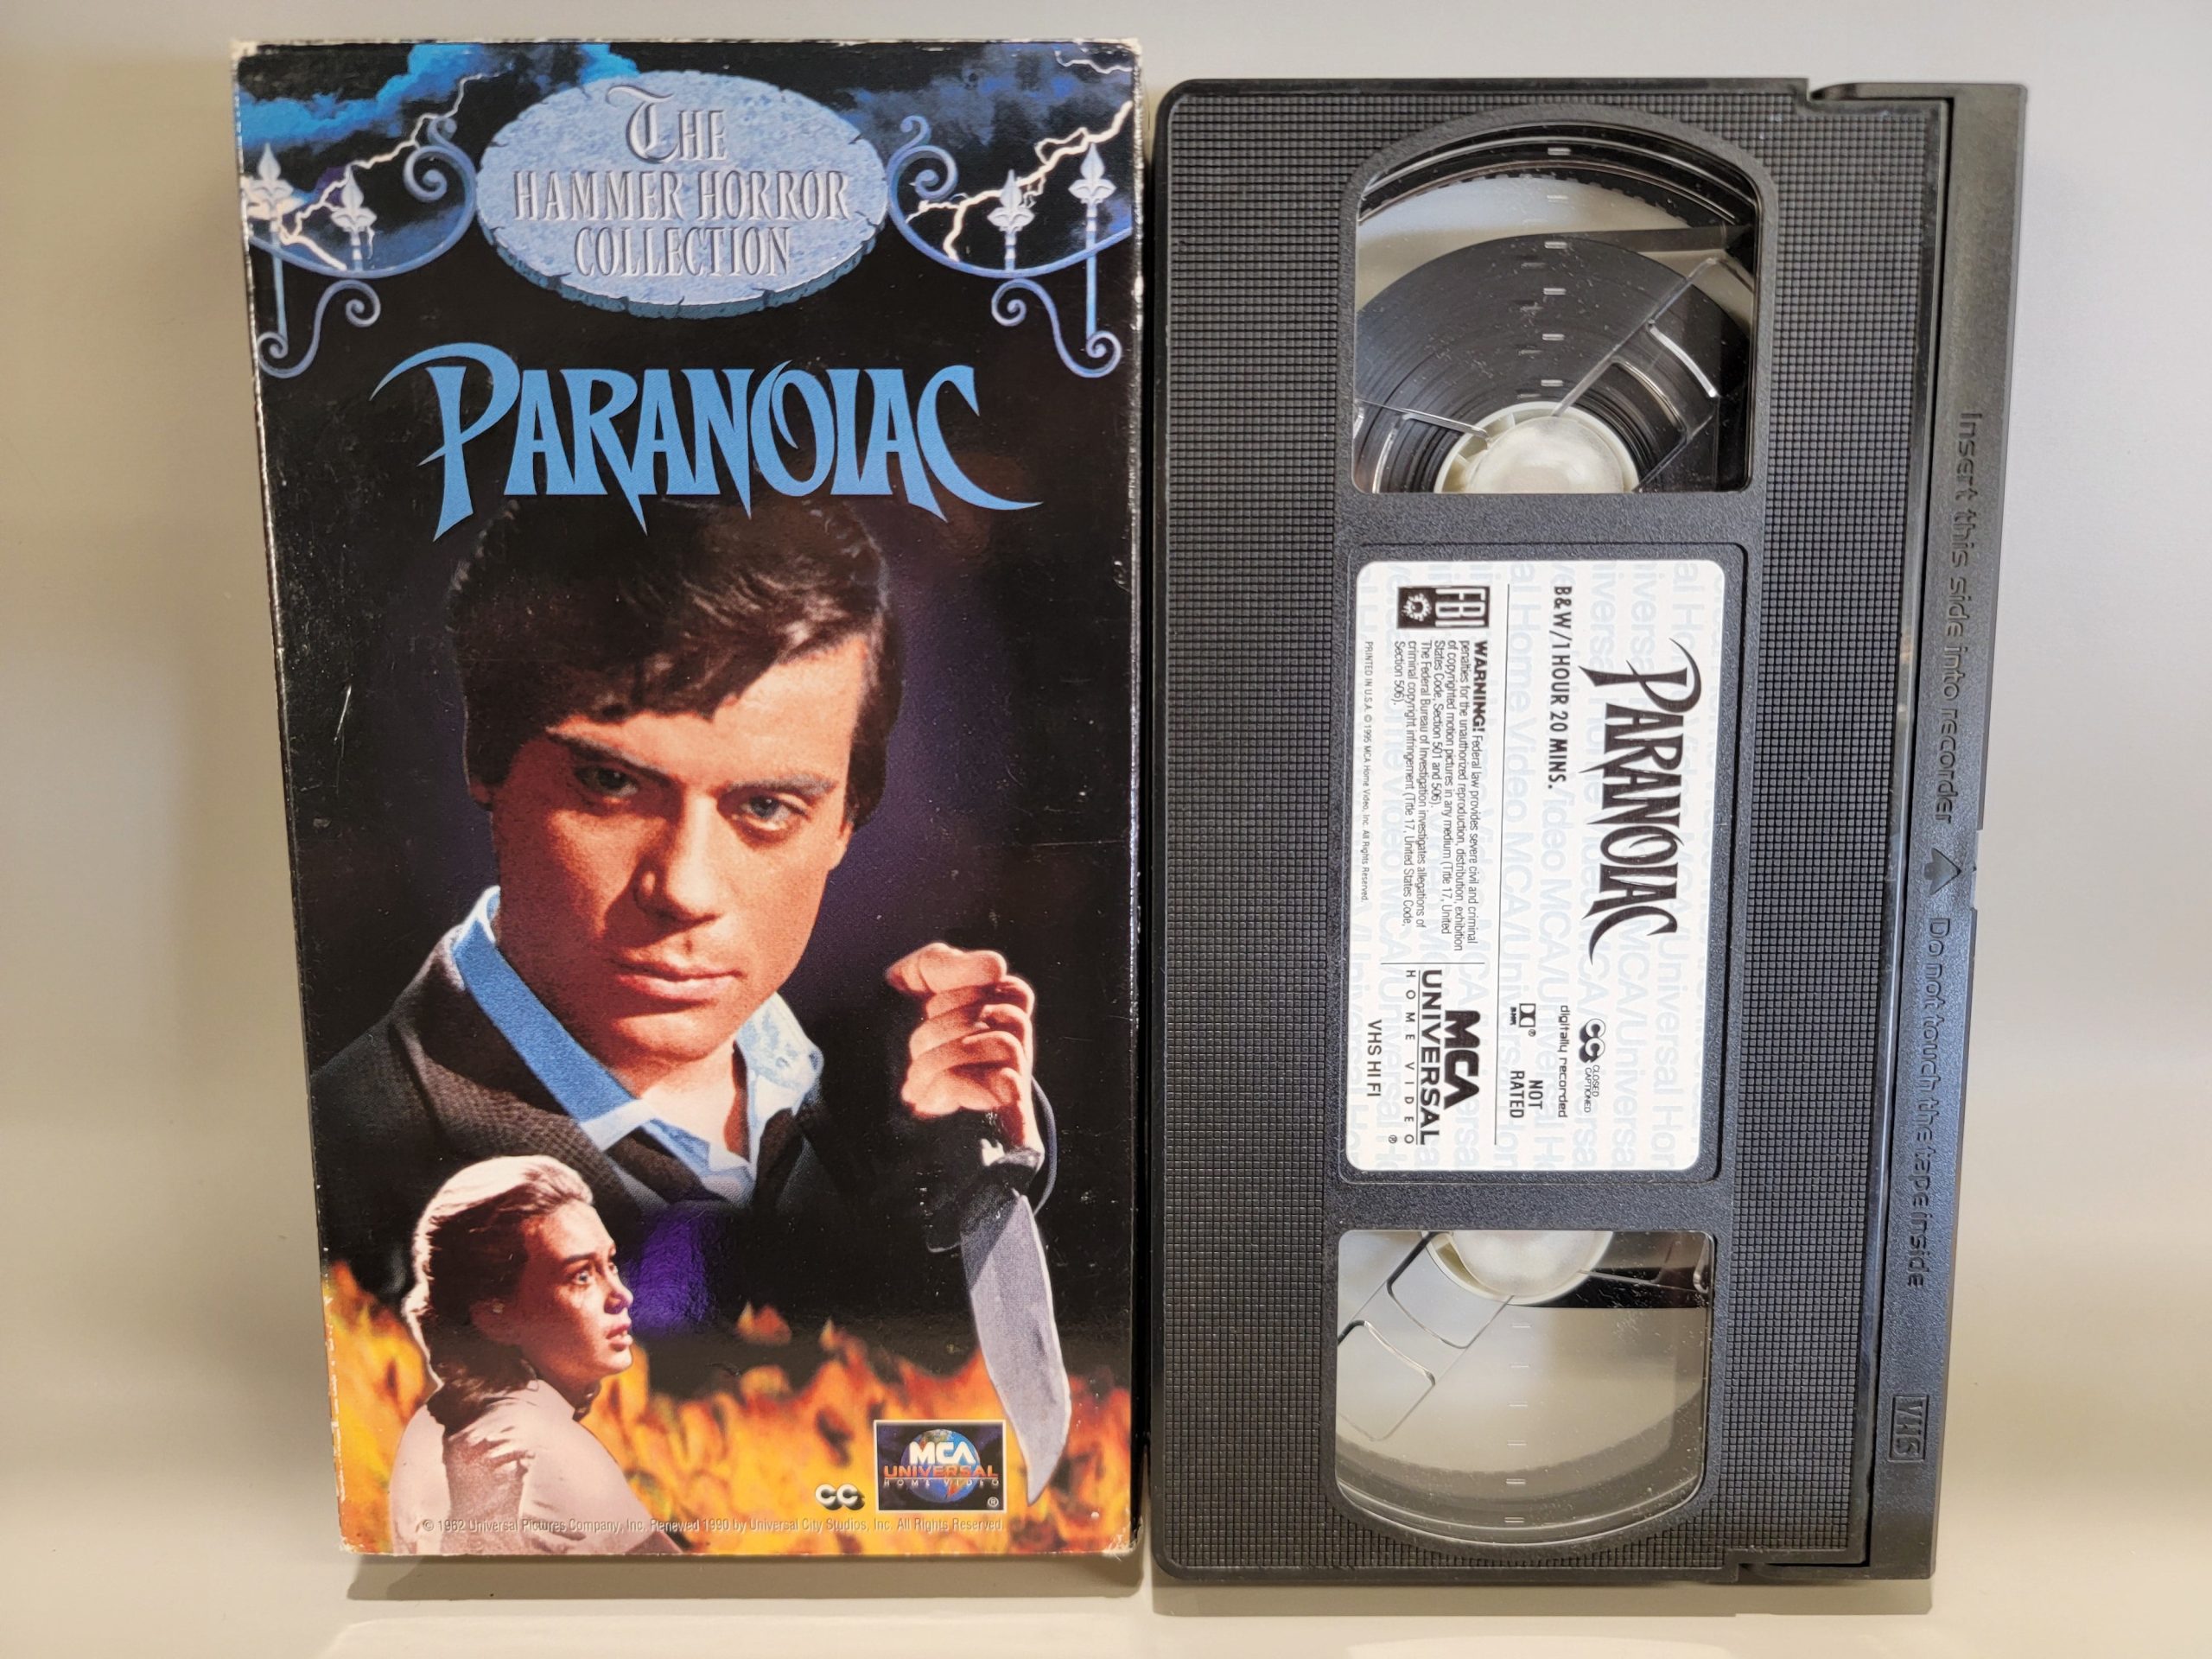 THE
HAMMER HORROR
COLLECTION
PARANOIAC
CC
MCA
UNIVERSAL
HOME VIDEO
®
© 1962 Universal Pictures Company, Inc. Renewed 1990 by Universal City Studios, Inc. All Rights Reserved.
PARANOIAC
B&W/1 HOUR 20 MINS.
CC CLOSED
CAPTIONED
digitally recorded
NOT
RATED
FBI
WARNING! Federal law provides severe civil and criminal
penalties for the unauthorized reproduction, distribution, exhibition
of copyrighted motion pictures in any medium (Title 17, United
States Code, Section 501 and 506).
The Federal Bureau of Investigation investigates allegations of
criminal copyright infringement (Title 17, United States Code,
Section 506).
PRINTED IN U.S.A. © 1995 MCA Home Video, Inc. All Rights Reserved.
MCA
UNIVERSAL
HOME VIDEO ®
VHS HI FI
Insert this side into recorder
Do not touch the tape inside
VHS